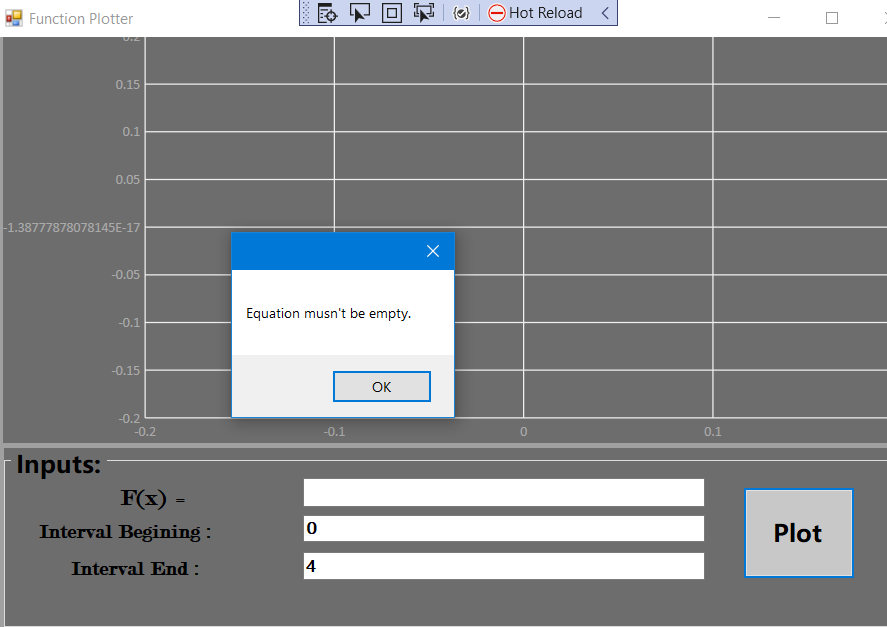 Function Plotter
Hot Reload
0.2
0.15
0.1
0.05
-1.38777878078145E-17
-0.05
-0.1
-0.15
-0.2
-0.2 -0.1 0 0.1
Equation musn't be empty.
OK
Inputs:
F(x) =
Interval Begining : 0
Interval End : 4
Plot